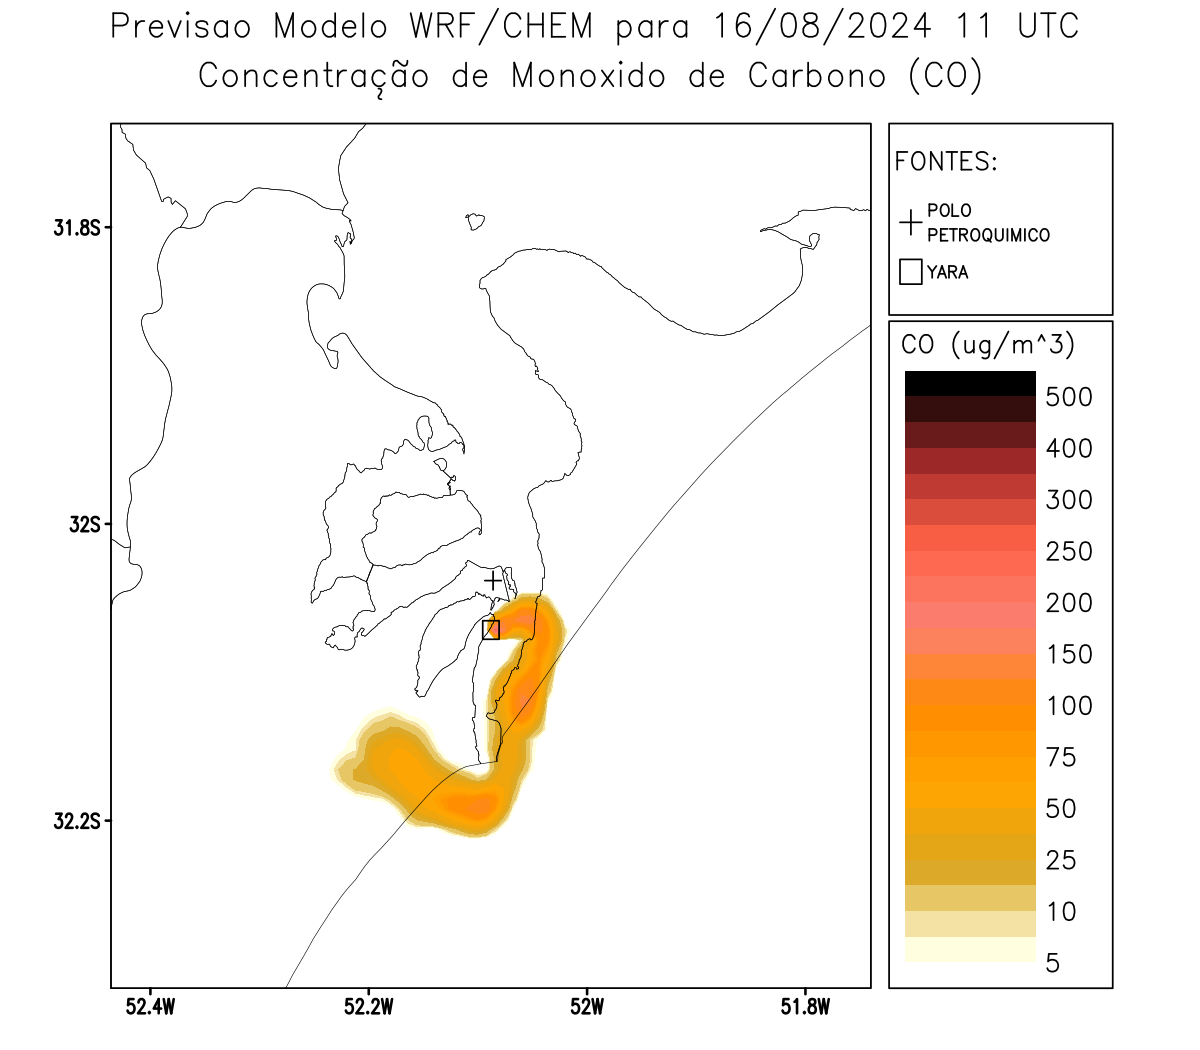 Previsao Modelo WRF/CHEM para 16/08/2024 11 UTC
Concentração de Monoxido de Carbono (CO)
FONTES:
POLO
PETROQUIMICO
YARA
CO (ug/m^3)
500
400
300
250
200
150
100
75
50
25
10
5
31.8S
32S
32.2S
52.4W
52.2W
52W
51.8W